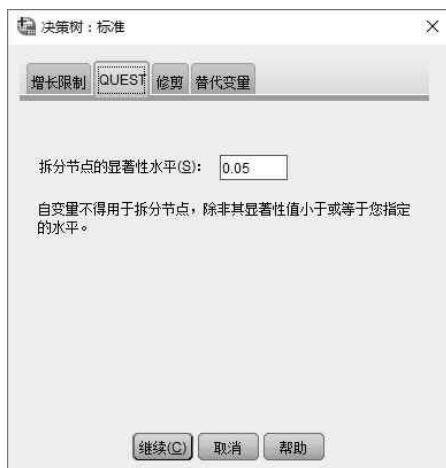 决策树：标准
增长限制 QUEST 修剪 替代变量
拆分节点的显著性水平(S)： 0.05
自变量不得用于拆分节点，除非其显著性值小于或等于您指定
的水平。
继续(C) 取消 帮助